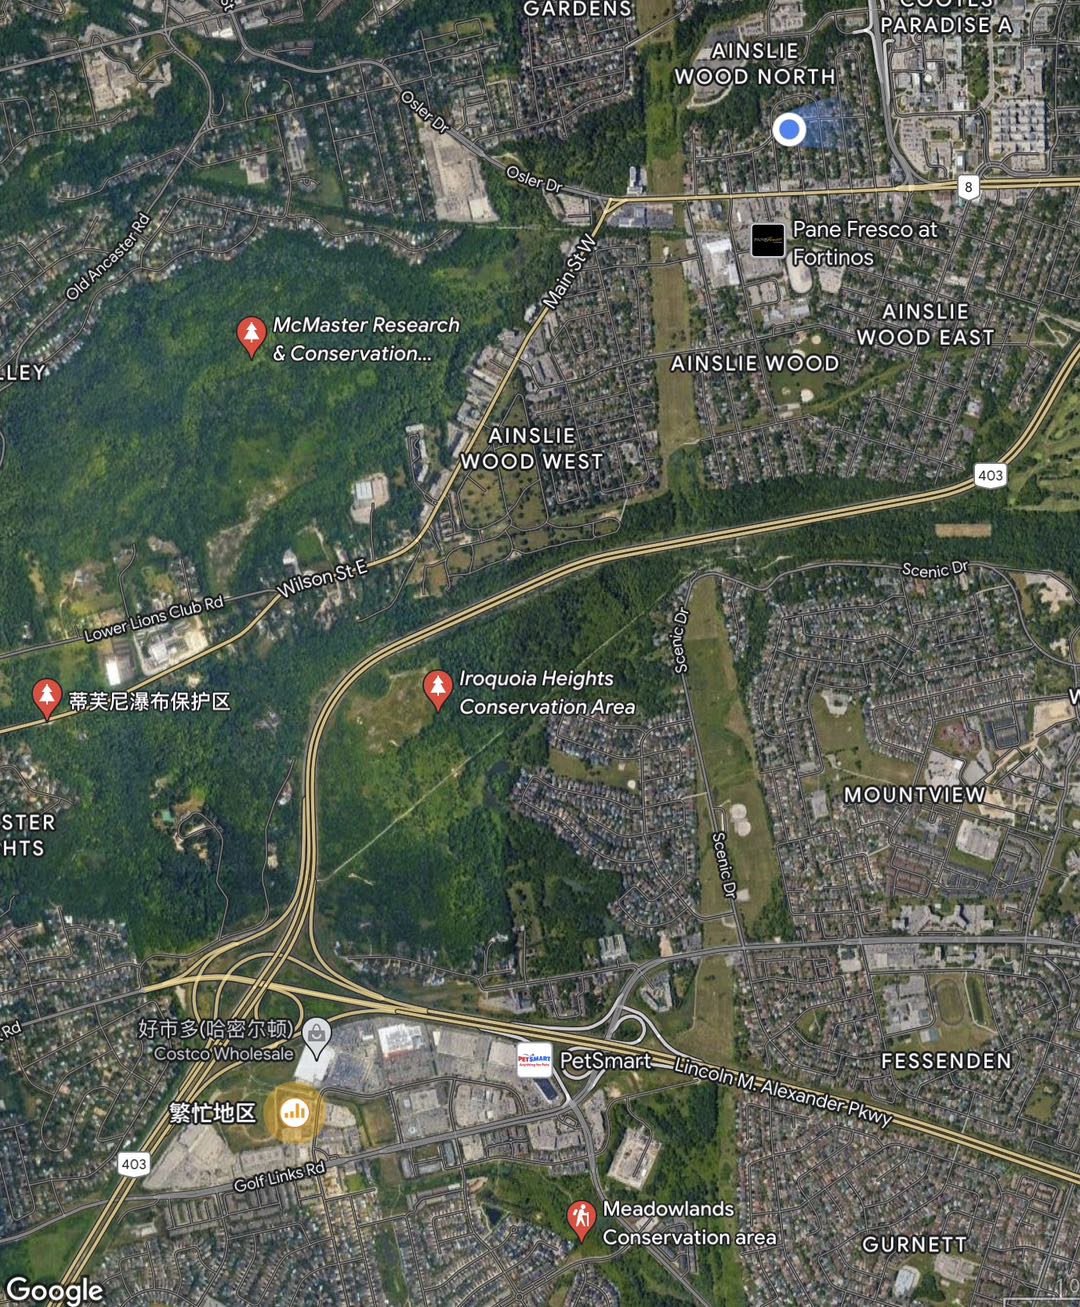 GARDENS
COOTES
PARADISE A
AINSLIE
WOOD NORTH
Osler Dr
Osler Dr
8
Old Ancaster Rd
Main St W
Pane Fresco at
Fortinos
McMaster Research
& Conservation...
AINSLIE
WOOD EAST
LLEY
AINSLIE WOOD
AINSLIE
WOOD WEST
403
Wilson St E
Scenic Dr
Lower Lions Club Rd
Scenic Dr
蒂芙尼瀑布保护区
Iroquoia Heights
Conservation Area
W
MOUNTVIEW
STER
HTS
Scenic Dr
Rd
好市多(哈密尔顿)
Costco Wholesale
PETSMART
PetSmart
Lincoln M. Alexander Pkwy
FESSENDEN
繁忙地区
403
Golf Links Rd
Meadowlands
Conservation area
GURNETT
Google